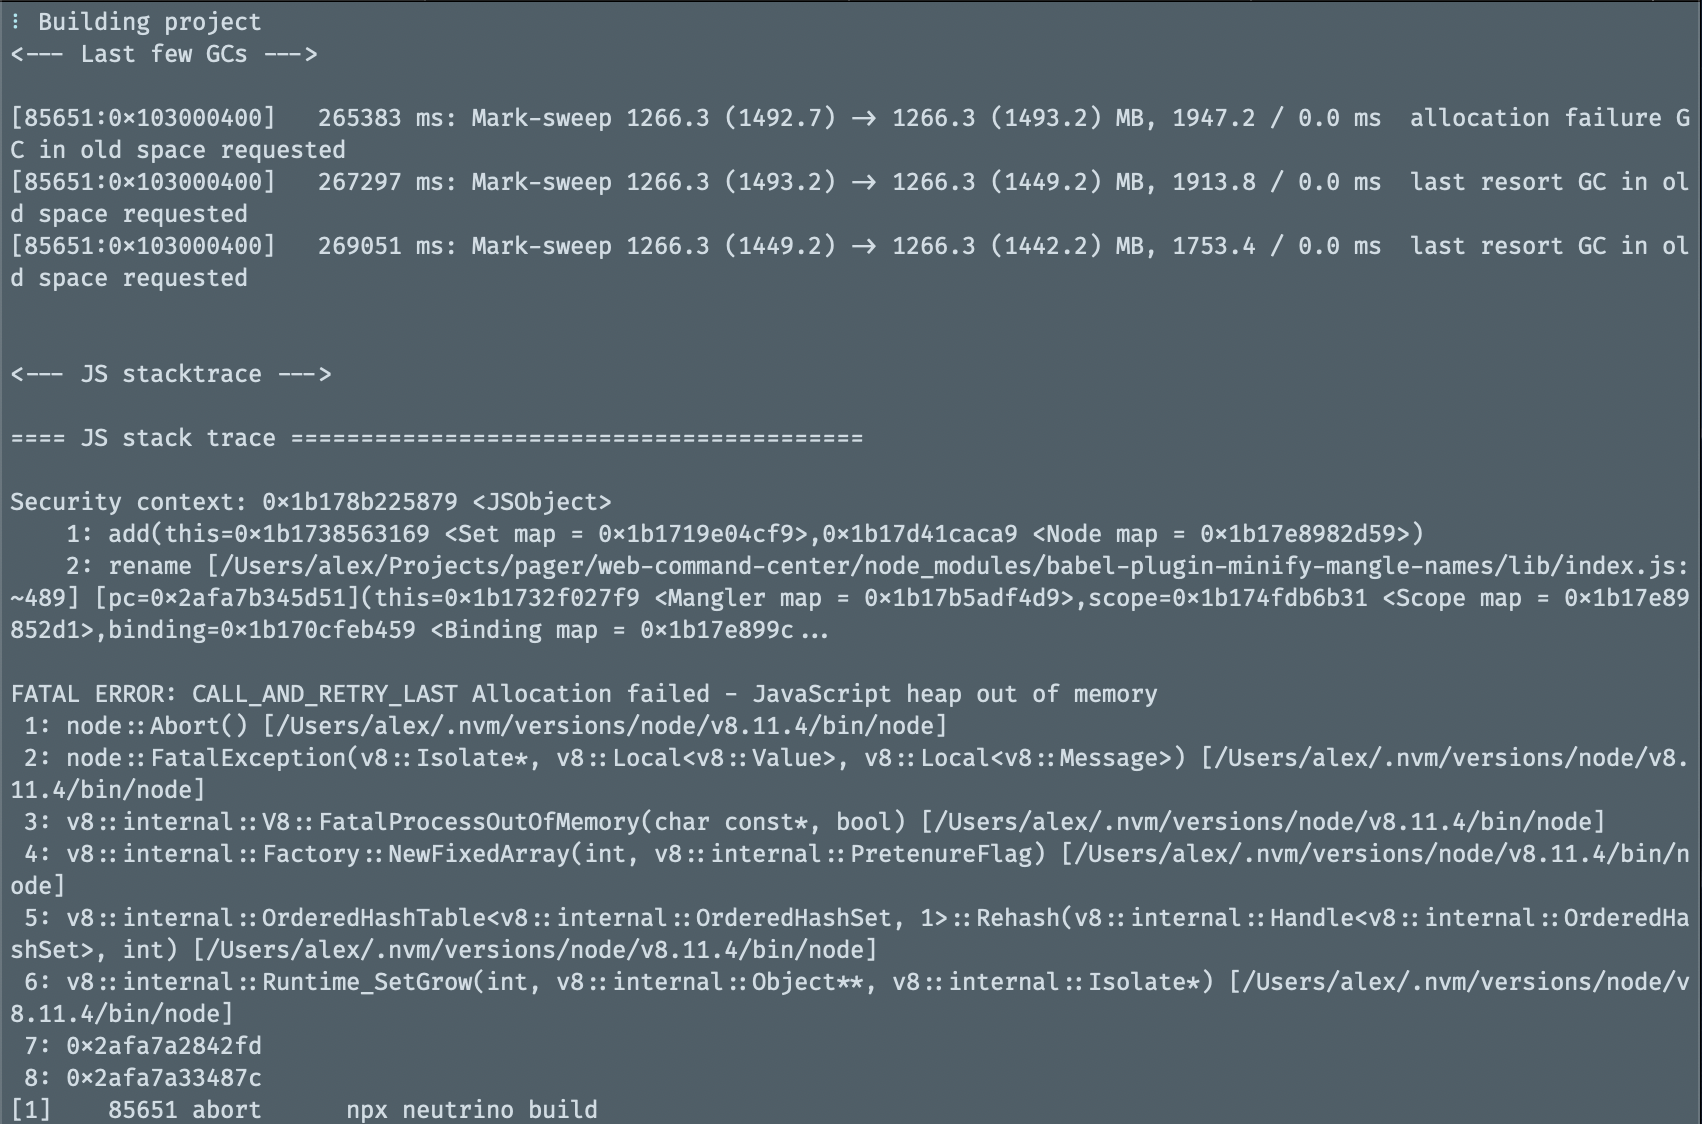 ⋮ Building project
<--- Last few GCs --->
[85651:0x103000400]   265383 ms: Mark-sweep 1266.3 (1492.7) -> 1266.3 (1493.2) MB, 1947.2 / 0.0 ms  allocation failure G
C in old space requested
[85651:0x103000400]   267297 ms: Mark-sweep 1266.3 (1493.2) -> 1266.3 (1449.2) MB, 1913.8 / 0.0 ms  last resort GC in ol
d space requested
[85651:0x103000400]   269051 ms: Mark-sweep 1266.3 (1449.2) -> 1266.3 (1442.2) MB, 1753.4 / 0.0 ms  last resort GC in ol
d space requested
<--- JS stacktrace --->
==== JS stack trace =========================================
Security context: 0x1b178b225879 <JSObject>
    1: add(this=0x1b1738563169 <Set map = 0x1b1719e04cf9>,0x1b17d41caca9 <Node map = 0x1b17e8982d59>)
    2: rename [/Users/alex/Projects/pager/web-command-center/node_modules/babel-plugin-minify-mangle-names/lib/index.js:
~489] [pc=0x2afa7b345d51](this=0x1b1732f027f9 <Mangler map = 0x1b17b5adf4d9>,scope=0x1b174fdb6b31 <Scope map = 0x1b17e89
852d1>,binding=0x1b170cfeb459 <Binding map = 0x1b17e899c...
FATAL ERROR: CALL_AND_RETRY_LAST Allocation failed - JavaScript heap out of memory
 1: node::Abort() [/Users/alex/.nvm/versions/node/v8.11.4/bin/node]
 2: node::FatalException(v8::Isolate*, v8::Local<v8::Value>, v8::Local<v8::Message>) [/Users/alex/.nvm/versions/node/v8.
11.4/bin/node]
 3: v8::internal::V8::FatalProcessOutOfMemory(char const*, bool) [/Users/alex/.nvm/versions/node/v8.11.4/bin/node]
 4: v8::internal::Factory::NewFixedArray(int, v8::internal::PretenureFlag) [/Users/alex/.nvm/versions/node/v8.11.4/bin/n
ode]
 5: v8::internal::OrderedHashTable<v8::internal::OrderedHashSet, 1>::Rehash(v8::internal::Handle<v8::internal::OrderedHa
shSet>, int) [/Users/alex/.nvm/versions/node/v8.11.4/bin/node]
 6: v8::internal::Runtime_SetGrow(int, v8::internal::Object**, v8::internal::Isolate*) [/Users/alex/.nvm/versions/node/v
8.11.4/bin/node]
 7: 0x2afa7a2842fd
 8: 0x2afa7a33487c
[1]    85651 abort      npx neutrino build